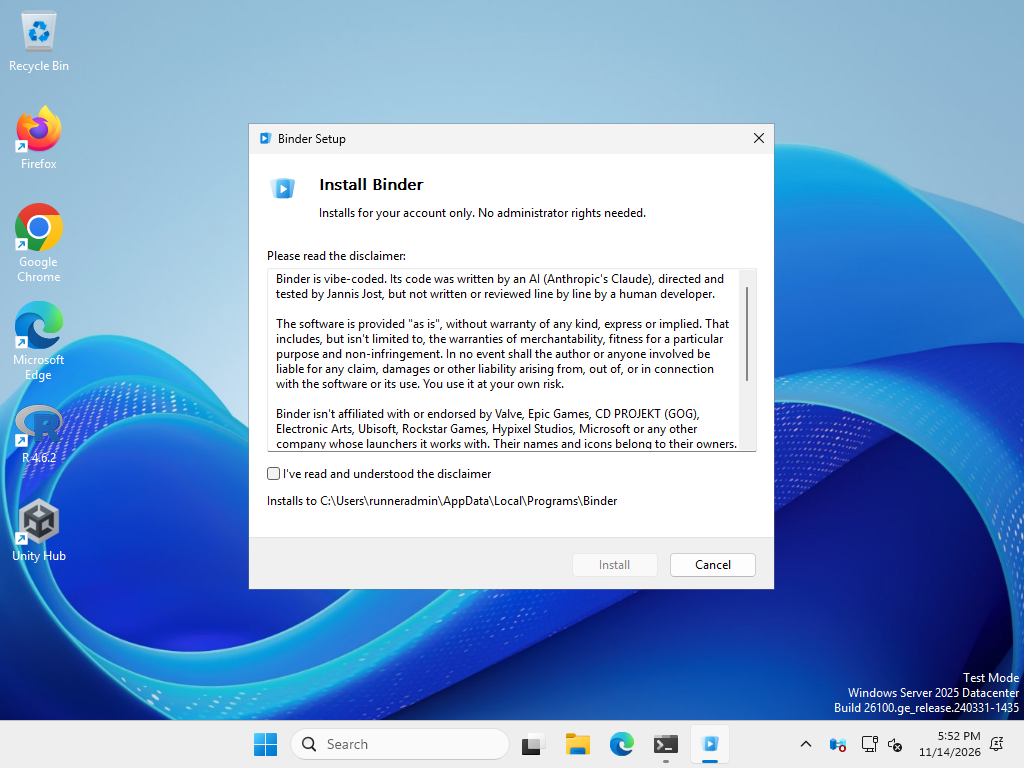 Recycle Bin
Firefox
Google
Chrome
Microsoft
Edge
R 4.6.2
Unity Hub
Binder Setup
Install Binder
Installs for your account only. No administrator rights needed.
Please read the disclaimer:
Binder is vibe-coded. Its code was written by an AI (Anthropic's Claude), directed and
tested by Jannis Jost, but not written or reviewed line by line by a human developer.
The software is provided "as is", without warranty of any kind, express or implied. That
includes, but isn't limited to, the warranties of merchantability, fitness for a particular
purpose and non-infringement. In no event shall the author or anyone involved be
liable for any claim, damages or other liability arising from, out of, or in connection
with the software or its use. You use it at your own risk.
Binder isn't affiliated with or endorsed by Valve, Epic Games, CD PROJEKT (GOG),
Electronic Arts, Ubisoft, Rockstar Games, Hypixel Studios, Microsoft or any other
company whose launchers it works with. Their names and icons belong to their owners.
I've read and understood the disclaimer
Installs to C:\Users\runneradmin\AppData\Local\Programs\Binder
Install
Cancel
Test Mode
Windows Server 2025 Datacenter
Build 26100.ge_release.240331-1435
Search
5:52 PM
11/14/2026